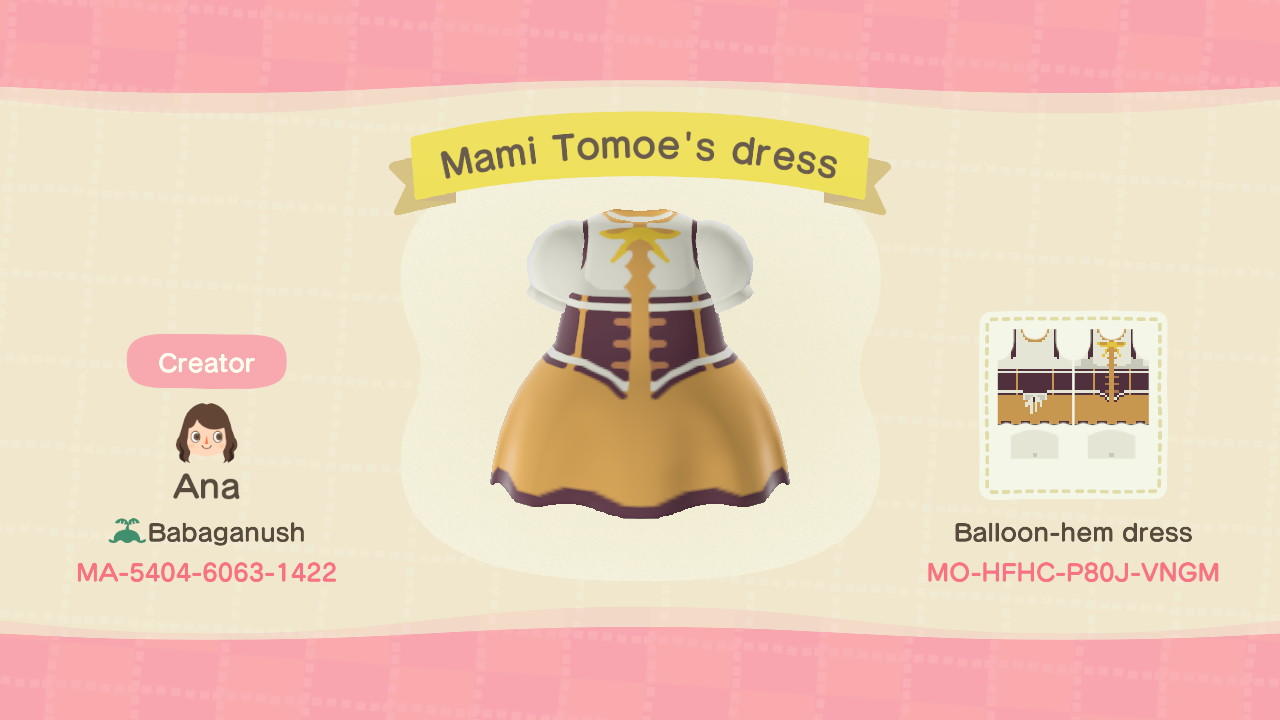 Mami Tomoe's dress
Creator
Ana
Babaganush
MA-5404-6063-1422
Balloon-hem dress
MO-HFHC-P80J-VNGM